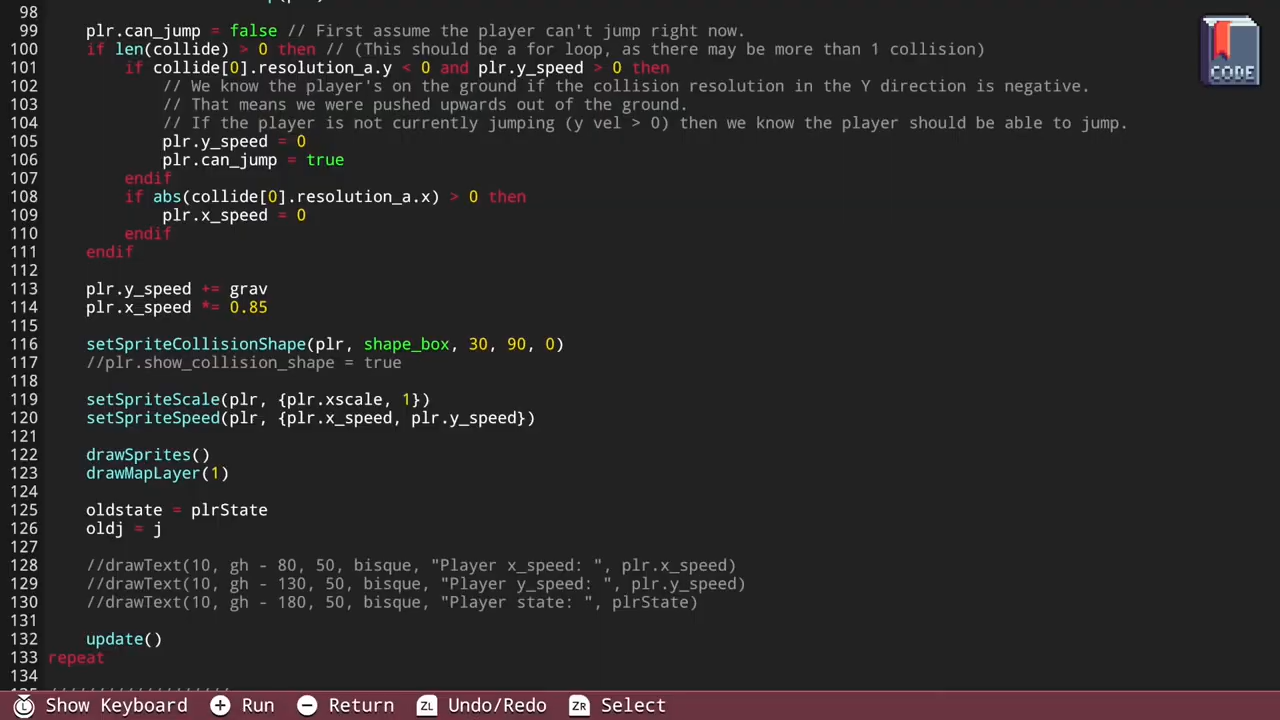 98
99 plr.can_jump = false // First assume the player can't jump right now.
100 if len(collide) > 0 then // (This should be a for loop, as there may be more than 1 collision)
101 if collide[0].resolution_a.y < 0 and plr.y_speed > 0 then
102 // We know the player's on the ground if the collision resolution in the Y direction is negative.
103 // That means we were pushed upwards out of the ground.
104 // If the player is not currently jumping (y vel > 0) then we know the player should be able to jump.
105 plr.y_speed = 0
106 plr.can_jump = true
107 endif
108 if abs(collide[0].resolution_a.x) > 0 then
109 plr.x_speed = 0
110 endif
111 endif
112
113 plr.y_speed += grav
114 plr.x_speed *= 0.85
115
116 setSpriteCollisionShape(plr, shape_box, 30, 90, 0)
117 //plr.show_collision_shape = true
118
119 setSpriteScale(plr, {plr.xscale, 1})
120 setSpriteSpeed(plr, {plr.x_speed, plr.y_speed})
121
122 drawSprites()
123 drawMapLayer(1)
124
125 oldstate = plrState
126 oldj = j
127
128 //drawText(10, gh - 80, 50, bisque, "Player x_speed: ", plr.x_speed)
129 //drawText(10, gh - 130, 50, bisque, "Player y_speed: ", plr.y_speed)
130 //drawText(10, gh - 180, 50, bisque, "Player state: ", plrState)
131
132 update()
133 repeat
134
CODE
Show Keyboard + Run - Return ZL Undo/Redo ZR Select